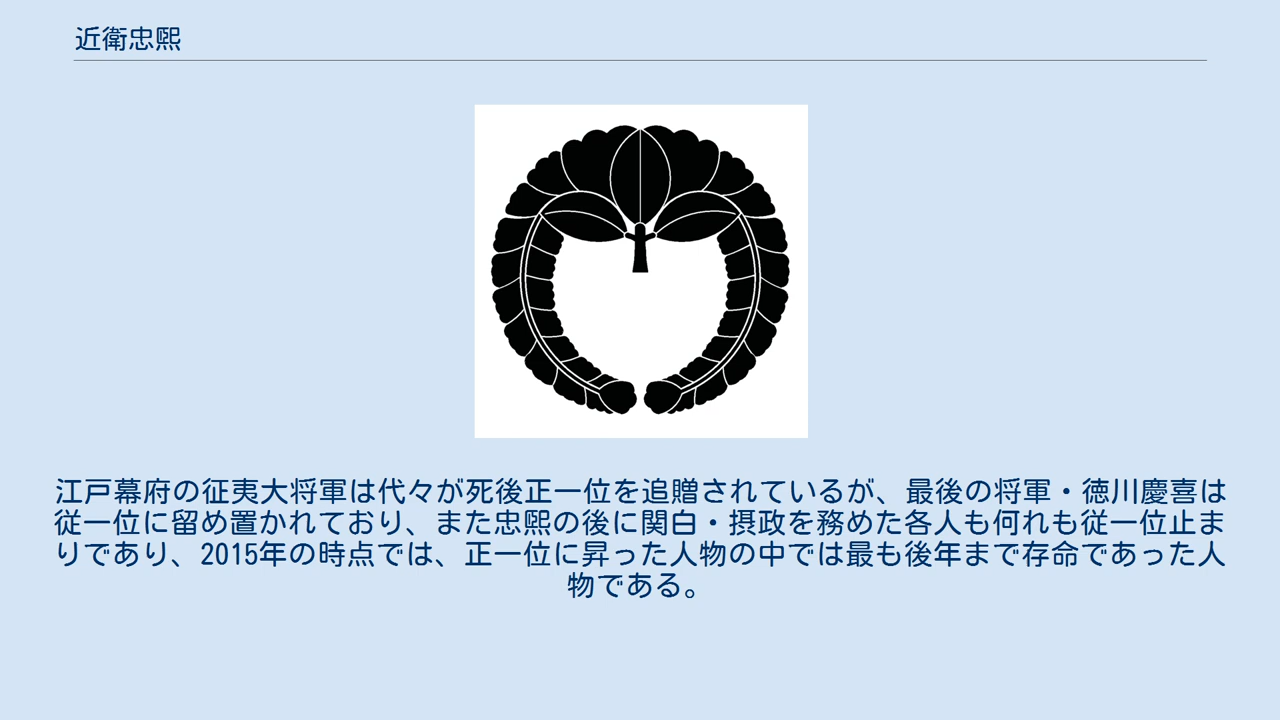 近衛忠煕
江戸幕府の征夷大将軍は代々が死後正一位を追贈されているが、最後の将軍・徳川慶喜は
従一位に留め置かれており、また忠煕の後に関白・摂政を務めた各人も何れも従一位止ま
りであり、2015年の時点では、正一位に昇った人物の中では最も後年まで存命であった人
物である。